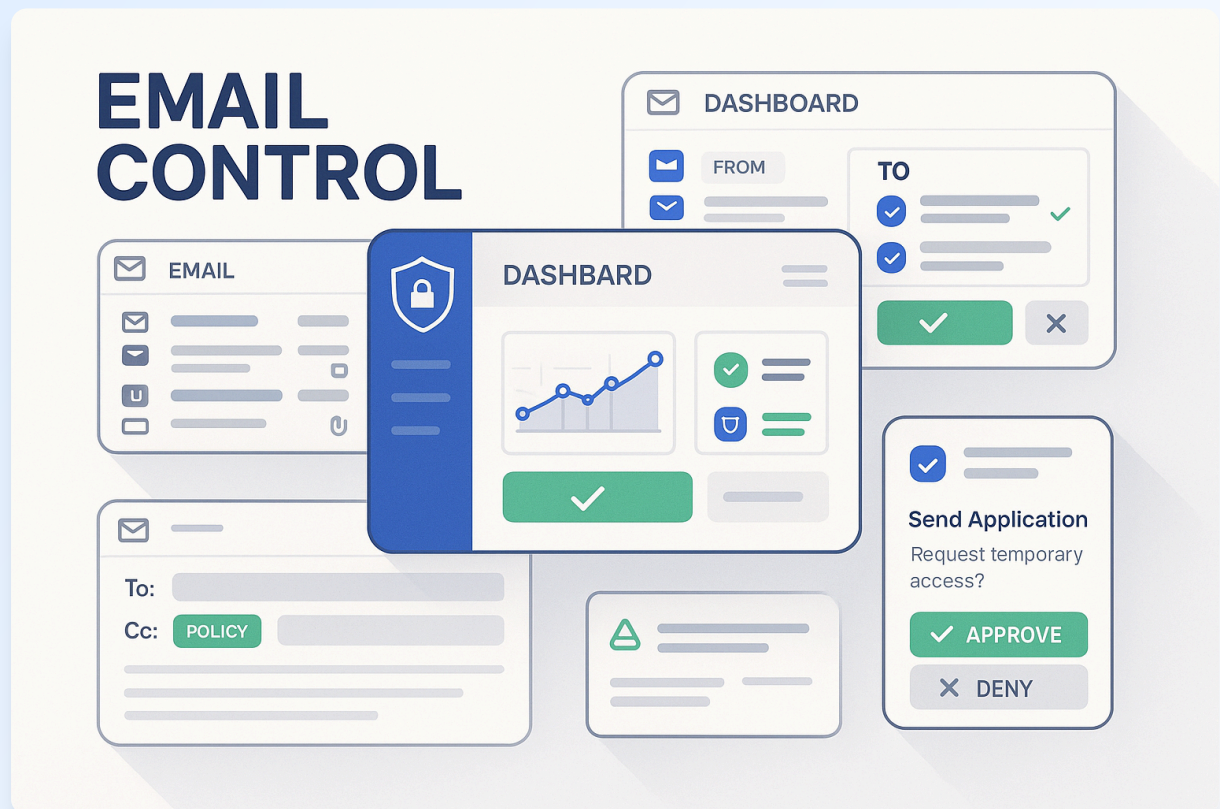 EMAIL
CONTROL
DASHBOARD
FROM
TO
EMAIL
DASHBARD
To:
Cc:
POLICY
Send Application
Request temporary
access?
APPROVE
DENY